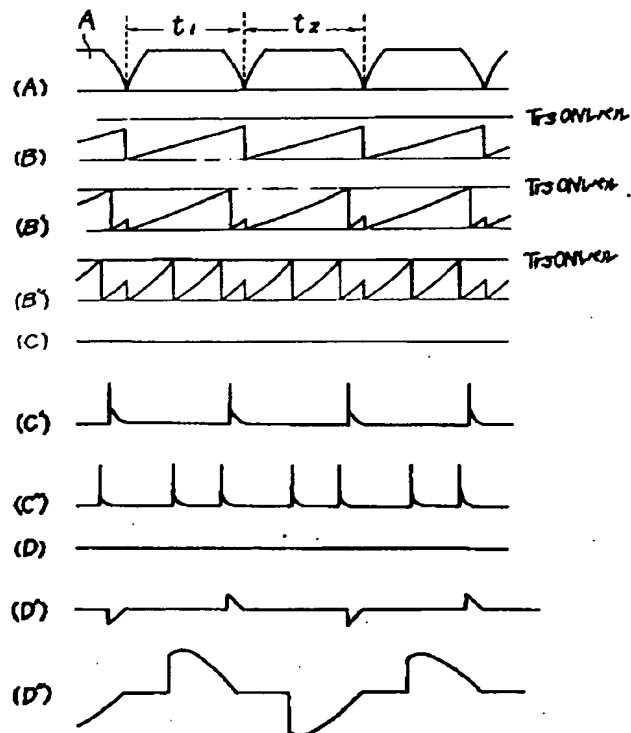 A
t₁
t₂
(A)
Tr3 ONレベル
(B)
Tr3 ONレベル
(B')
Tr3 ONレベル
(B")
(C)
(C')
(C")
(D)
(D')
(D")